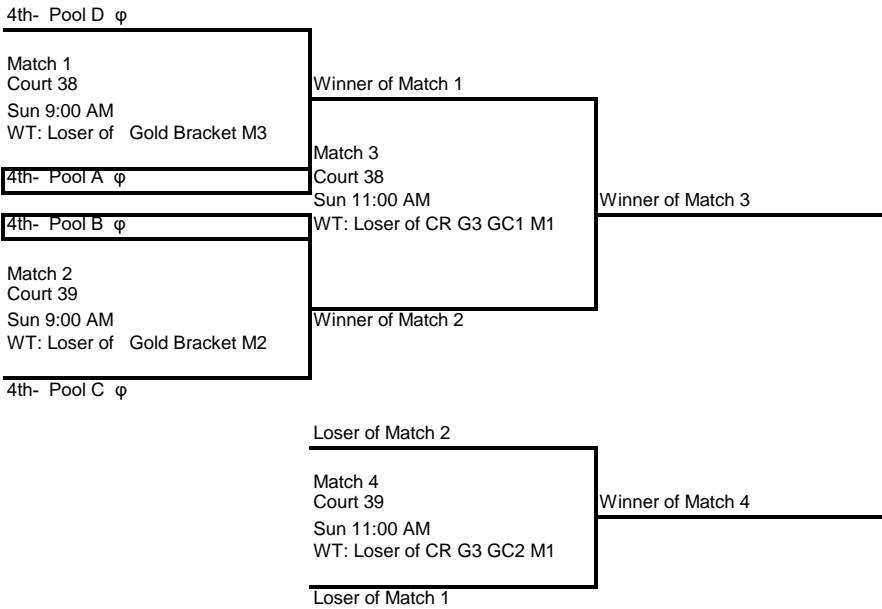 4th- Pool D φ
Match 1
Court 38
Sun 9:00 AM
WT: Loser of Gold Bracket M3
4th- Pool A φ
Winner of Match 1
Match 3
Court 38
Sun 11:00 AM
WT: Loser of CR G3 GC1 M1
Winner of Match 3
4th- Pool B φ
Match 2
Court 39
Sun 9:00 AM
WT: Loser of Gold Bracket M2
4th- Pool C φ
Winner of Match 2
Loser of Match 2
Match 4
Court 39
Sun 11:00 AM
WT: Loser of CR G3 GC2 M1
Winner of Match 4
Loser of Match 1